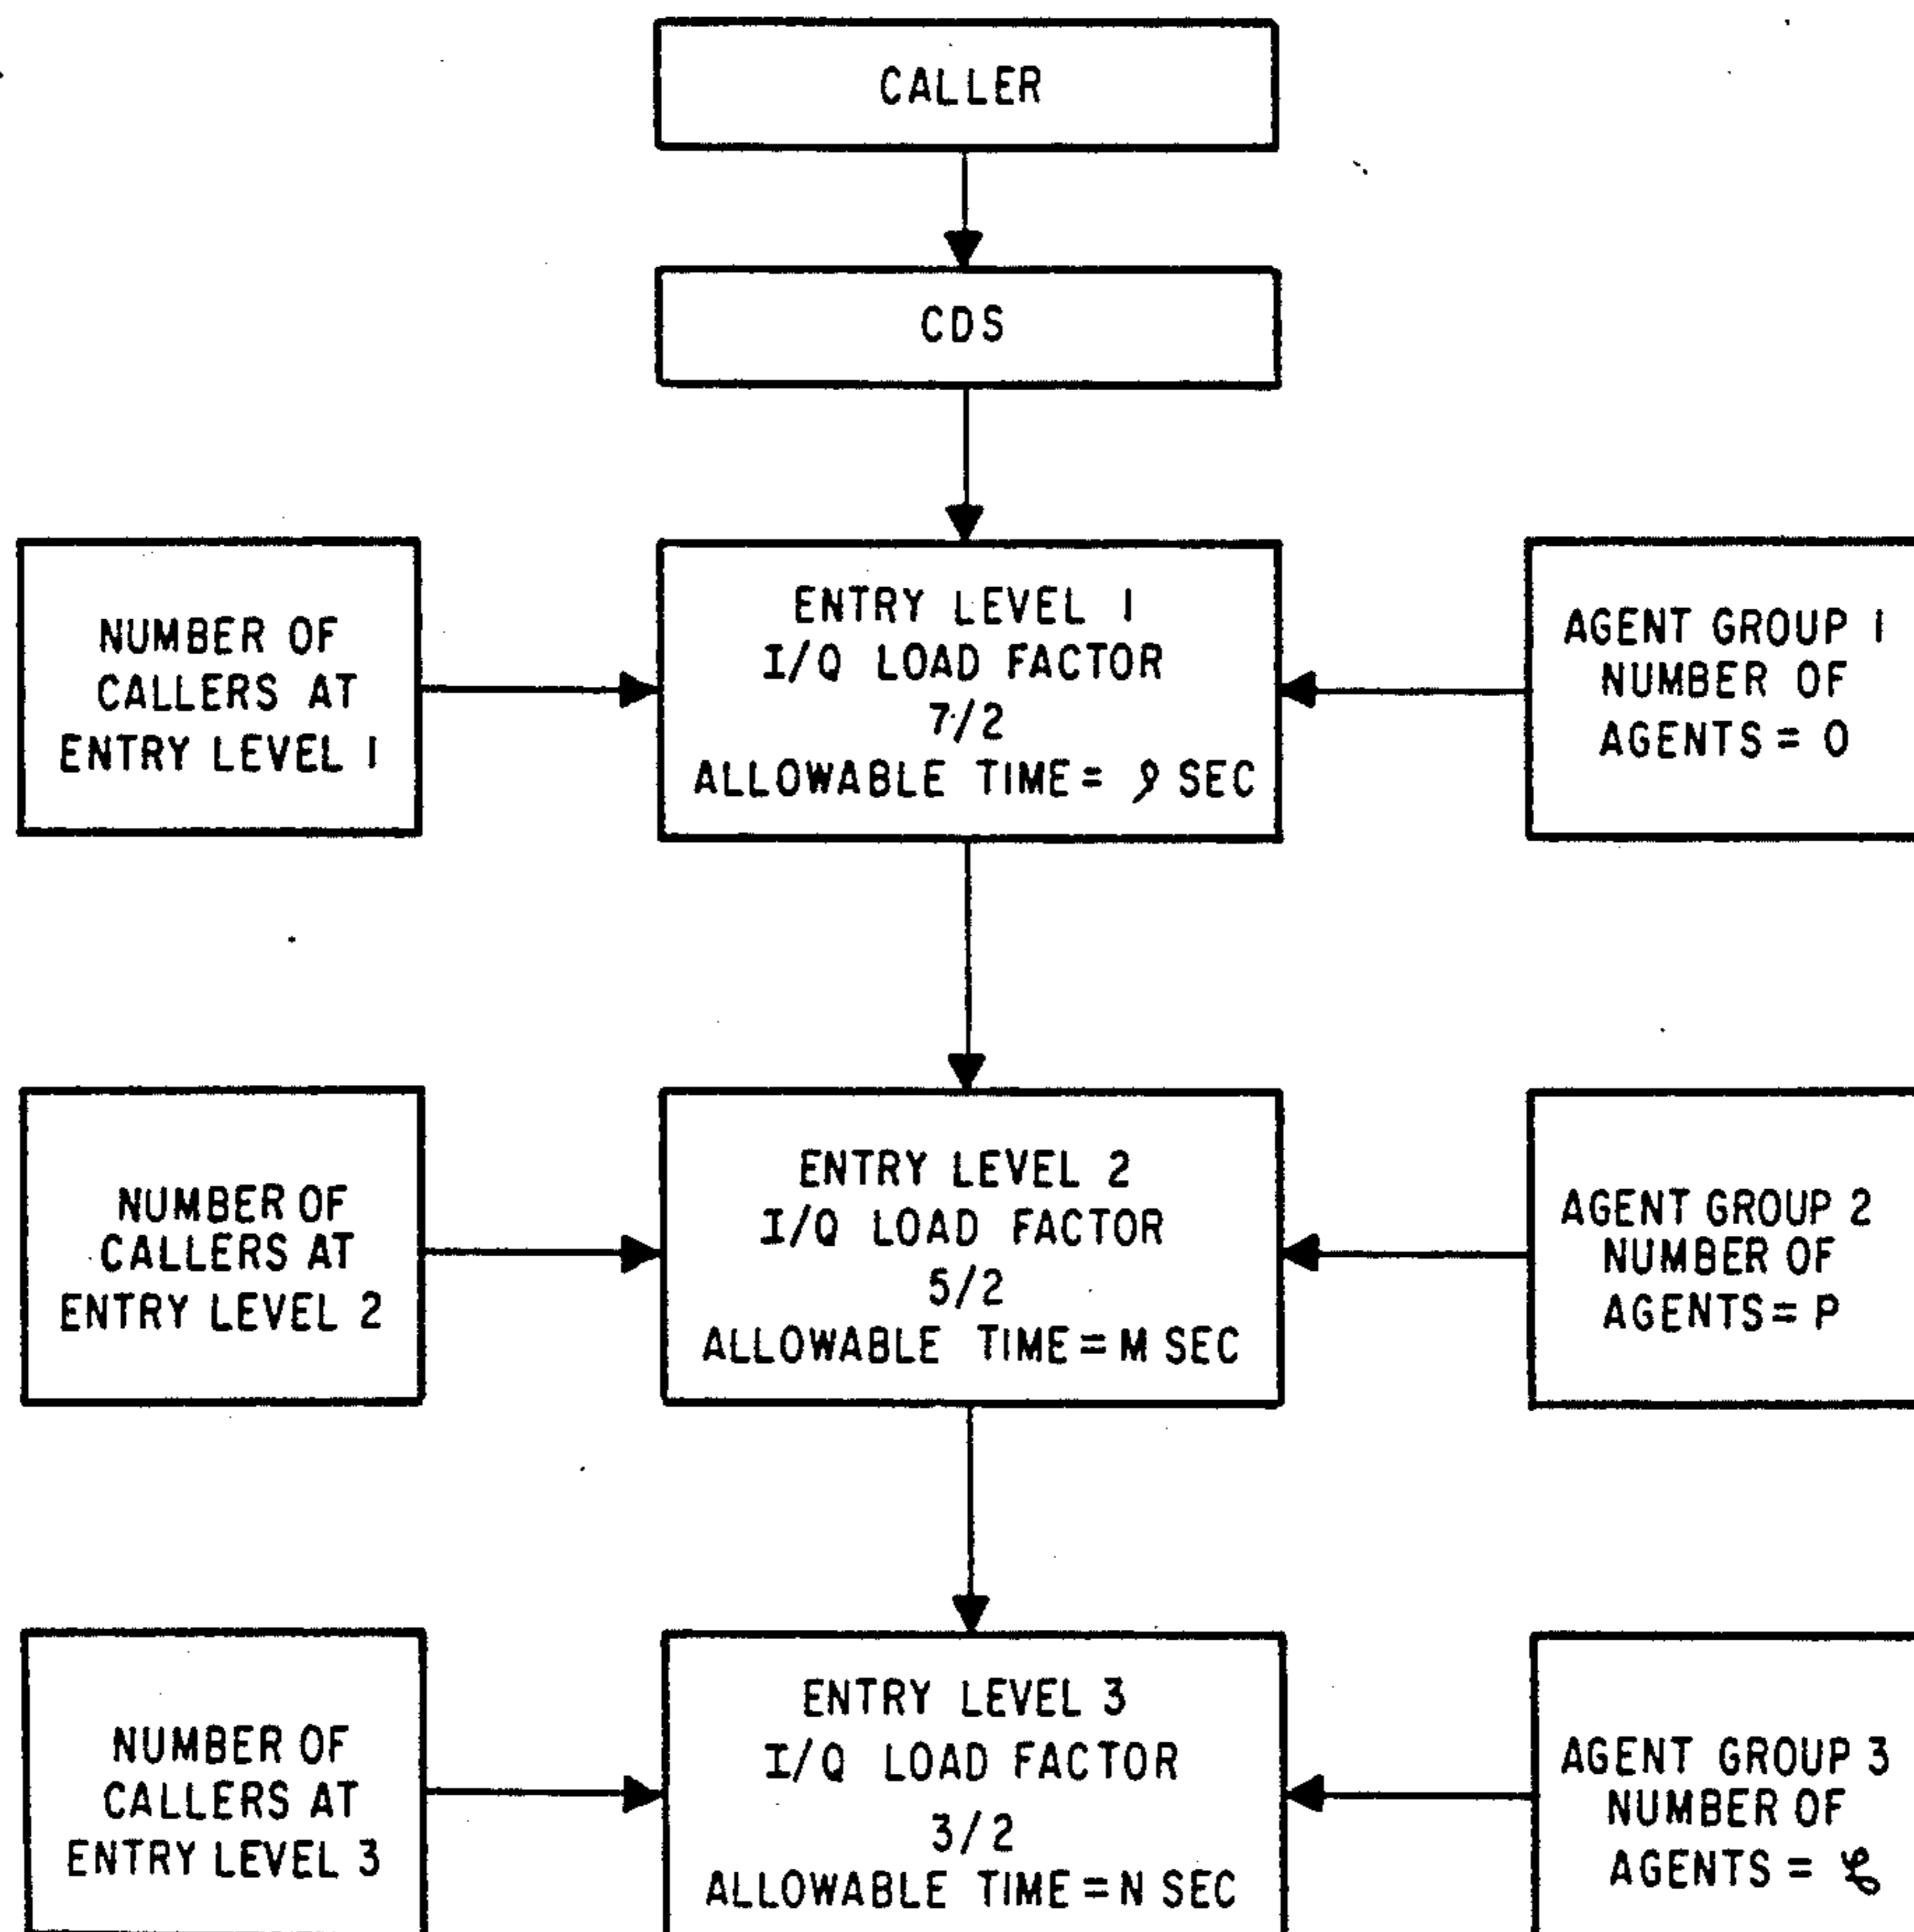 CALLER
CDS
NUMBER OF
CALLERS AT
ENTRY LEVEL 1
ENTRY LEVEL 1
I/Q LOAD FACTOR
7/2
ALLOWABLE TIME = SEC
AGENT GROUP 1
NUMBER OF
AGENTS = O
NUMBER OF
CALLERS AT
ENTRY LEVEL 2
ENTRY LEVEL 2
I/Q LOAD FACTOR
5/2
ALLOWABLE TIME = M SEC
AGENT GROUP 2
NUMBER OF
AGENTS = P
NUMBER OF
CALLERS AT
ENTRY LEVEL 3
ENTRY LEVEL 3
I/Q LOAD FACTOR
3/2
ALLOWABLE TIME = N SEC
AGENT GROUP 3
NUMBER OF
AGENTS =